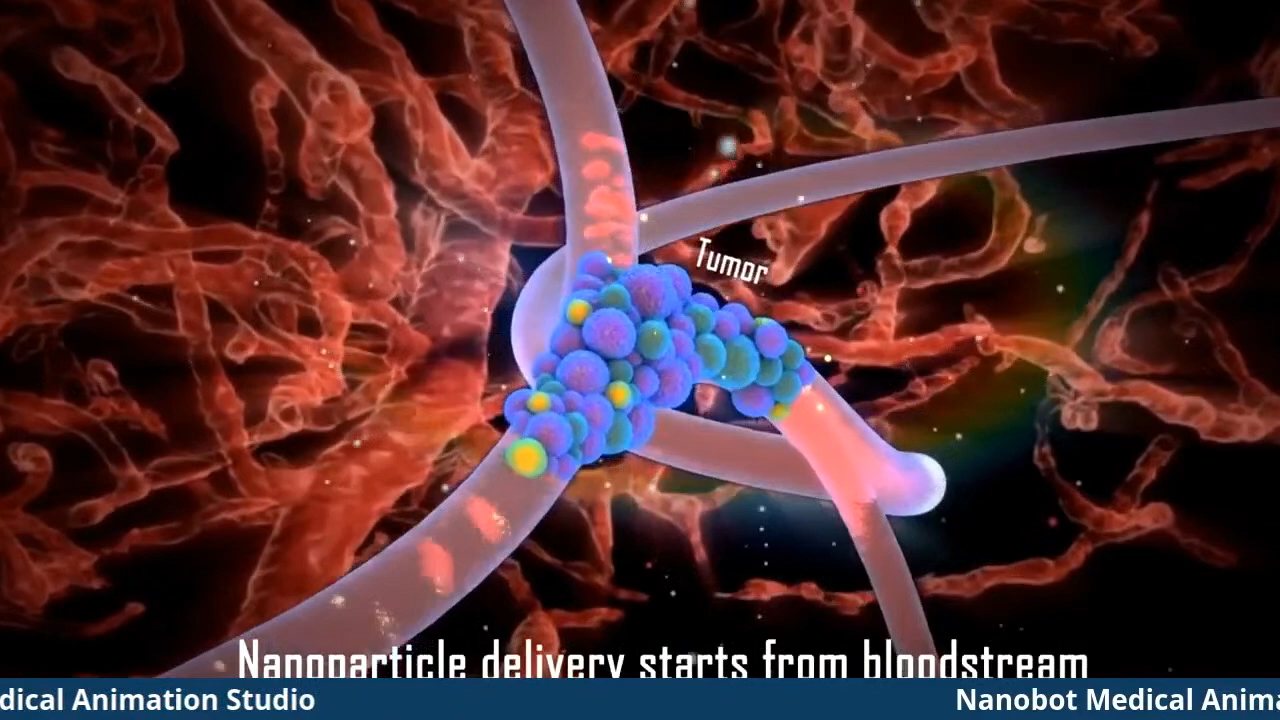 Tumor
Nanoparticle delivery starts from bloodstream
dical Animation Studio
Nanobot Medical Anima